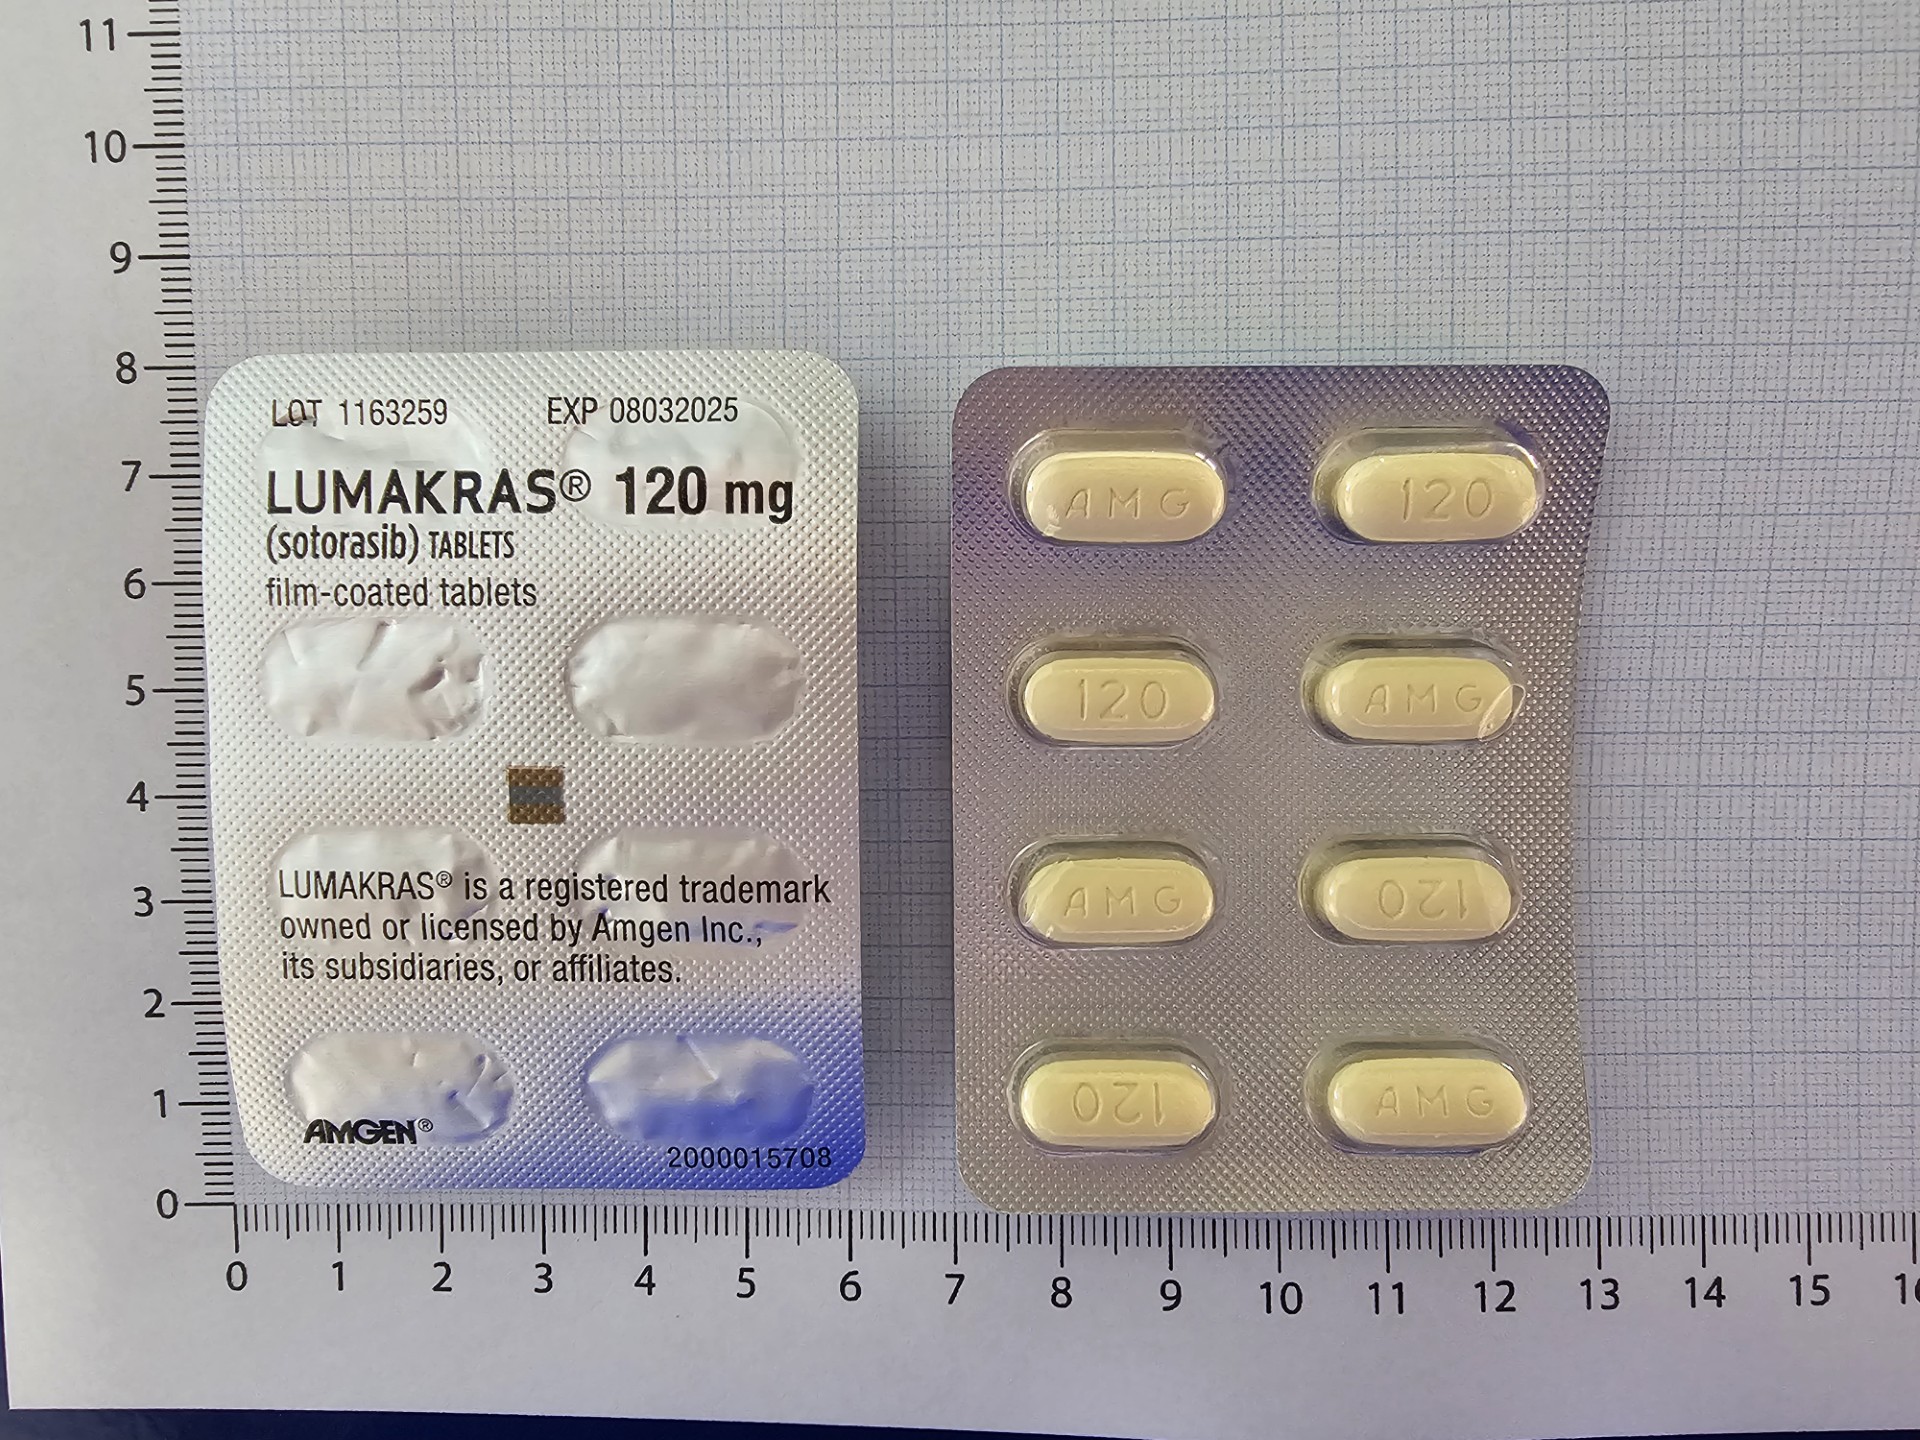 11
10
9
8
7
6
5
4
3
2
1
0
LOT 1163259 EXP 08032025
LUMAKRAS® 120 mg
(sotorasib) TABLETS
film-coated tablets
LUMAKRAS® is a registered trademark
owned or licensed by Amgen Inc.,
its subsidiaries, or affiliates.
AMGEN®
2000015708
AMG 120
120 AMG
AMG 120
120 AMG
0 1 2 3 4 5 6 7 8 9 10 11 12 13 14 15